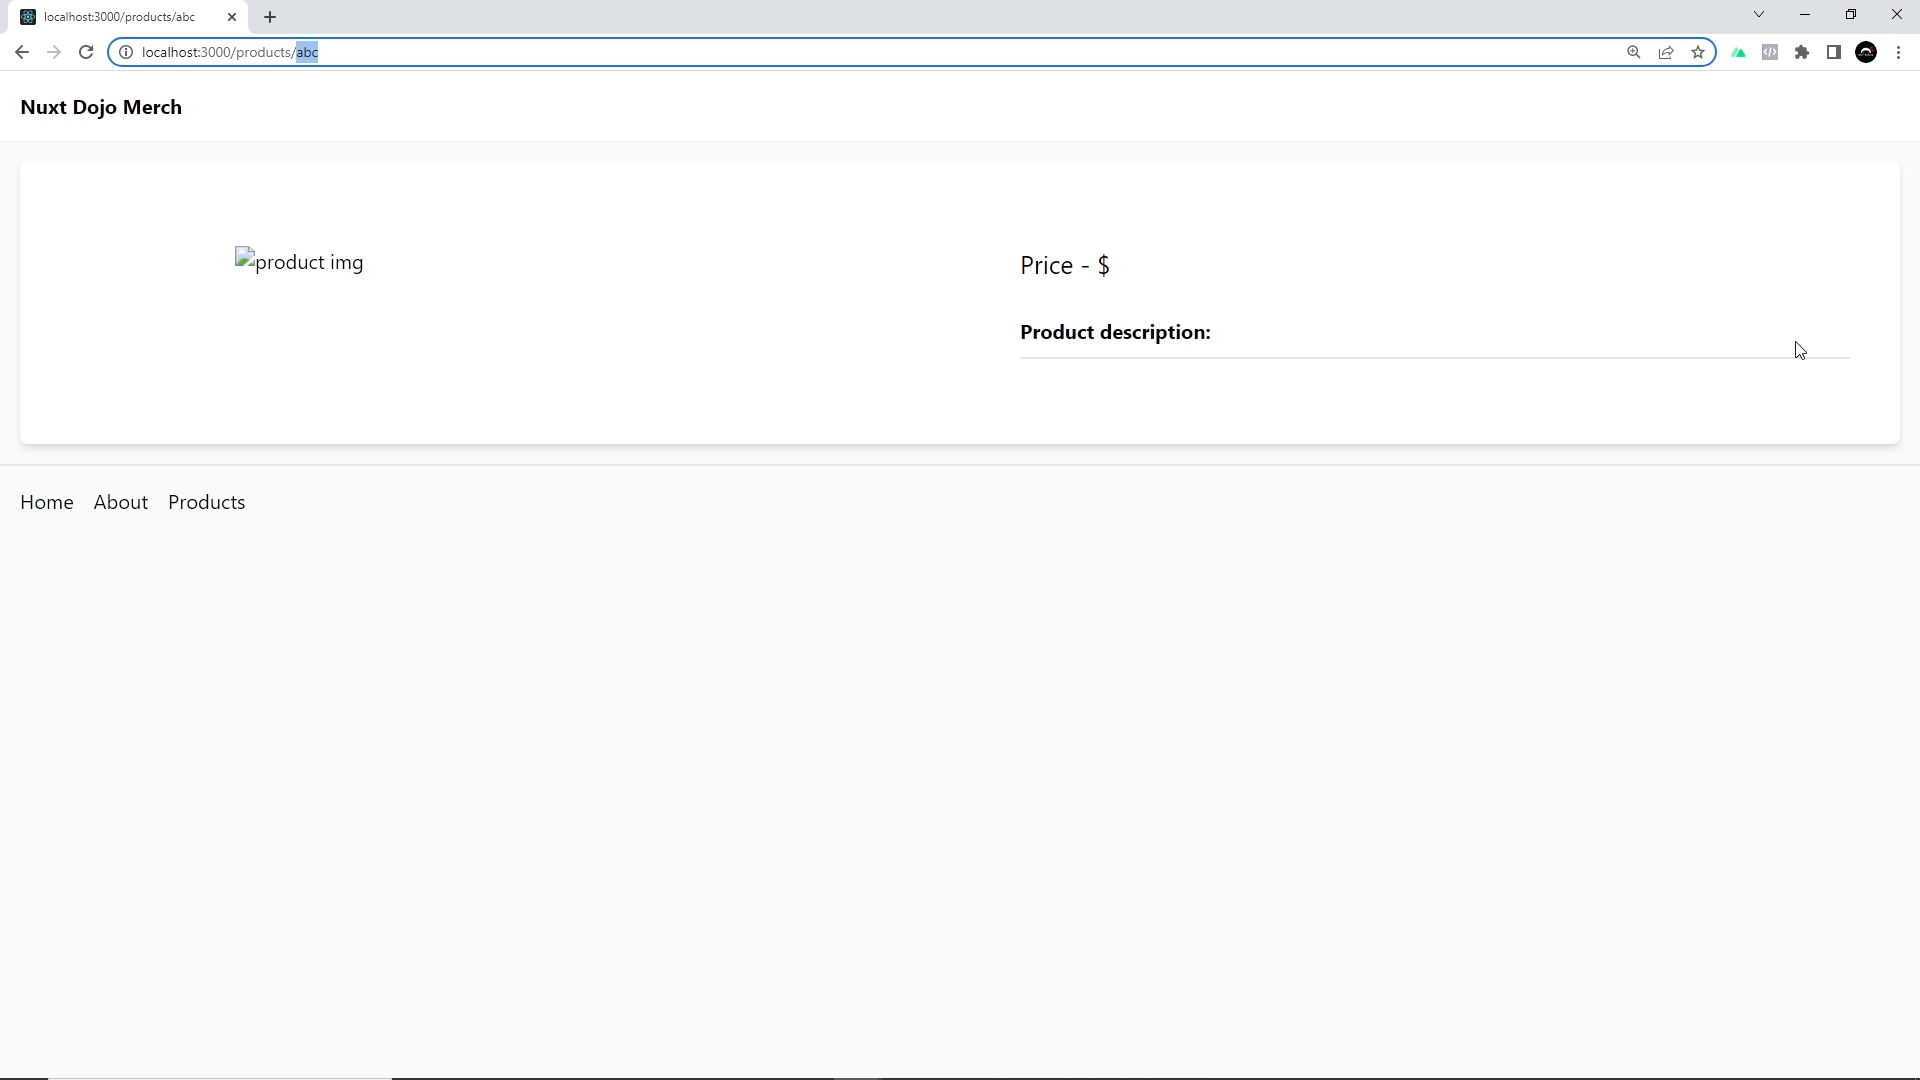 localhost:3000/products/abc
localhost:3000/products/abc
Nuxt Dojo Merch
product img
Price - $
Product description:
Home About Products